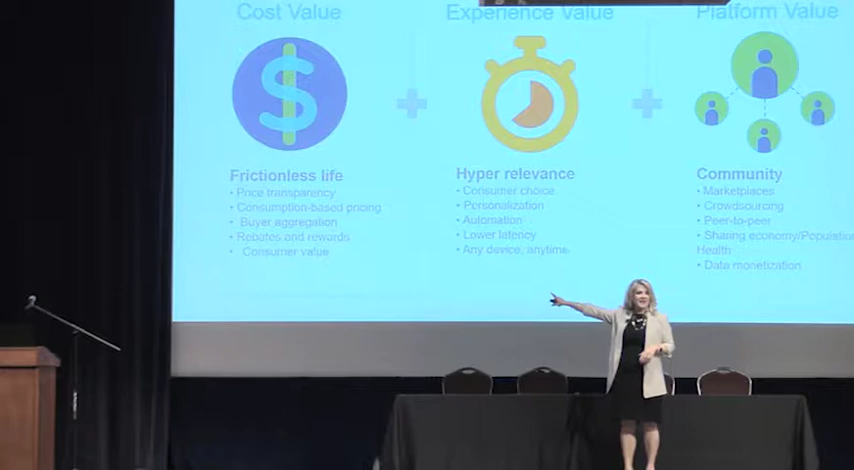 Cost Value
Experience Value
Platform Value
Frictionless life
• Price transparency
• Consumption-based pricing
• Buyer aggregation
• Rebates and rewards
• Consumer value
Hyper relevance
• Consumer choice
• Personalization
• Automation
• Lower latency
• Any device, anytime
Community
• Marketplaces
• Crowdsourcing
• Peer-to-peer
• Sharing economy/Population
Health
• Data monetization